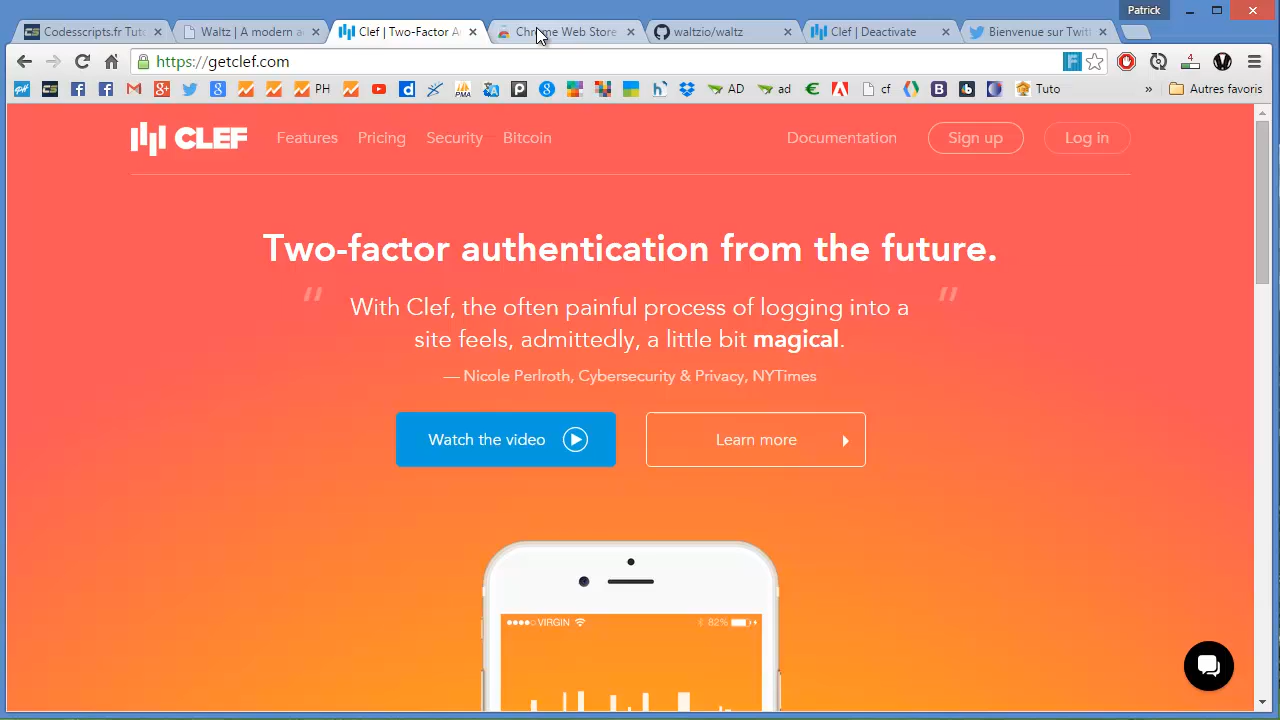 Patrick
Codesscripts.fr Tuto
Waltz | A modern a
Clef | Two-Factor A
Chrome Web Store
waltzio/waltz
Clef | Deactivate
Bienvenue sur Twit
https://getclef.com
PH
AD
ad
cf
Tuto
»
Autres favoris
CLEF
Features
Pricing
Security
Bitcoin
Documentation
Sign up
Log in
Two-factor authentication from the future.
" With Clef, the often painful process of logging into a "
site feels, admittedly, a little bit magical.
— Nicole Perlroth, Cybersecurity & Privacy, NYTimes
Watch the video
Learn more
VIRGIN
82%